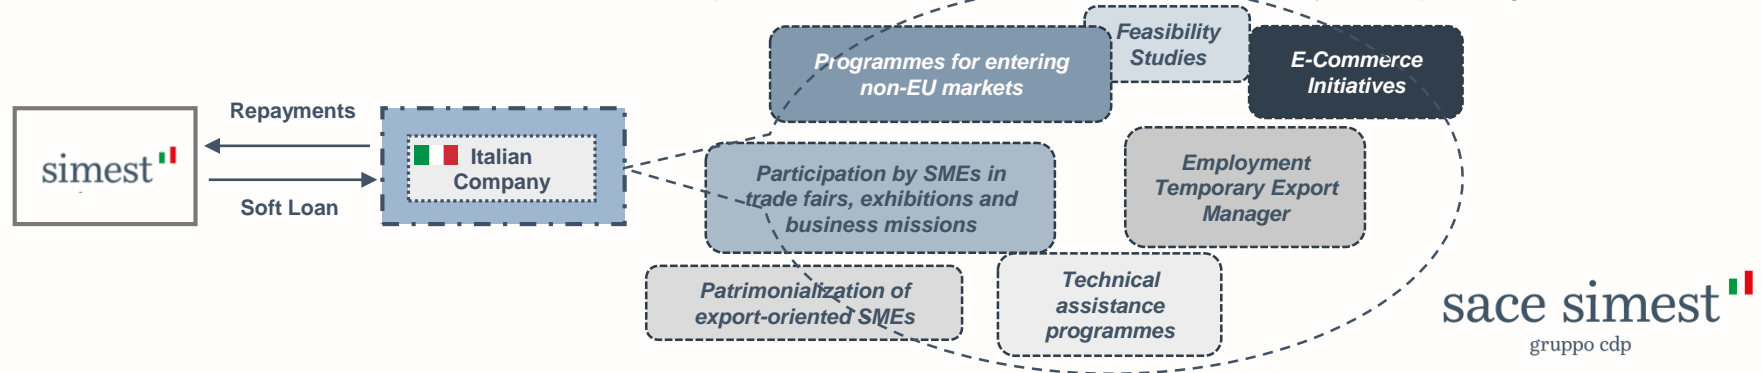 Feasibility
Studies
Programmes for entering
non-EU markets
E-Commerce
Initiatives
Repayments
simest
Italian
Company
Soft Loan
Participation by SMEs in
trade fairs, exhibitions and
business missions
Employment
Temporary Export
Manager
Patrimonialization of
export-oriented SMEs
Technical
assistance
programmes
sace simest
gruppo cdp